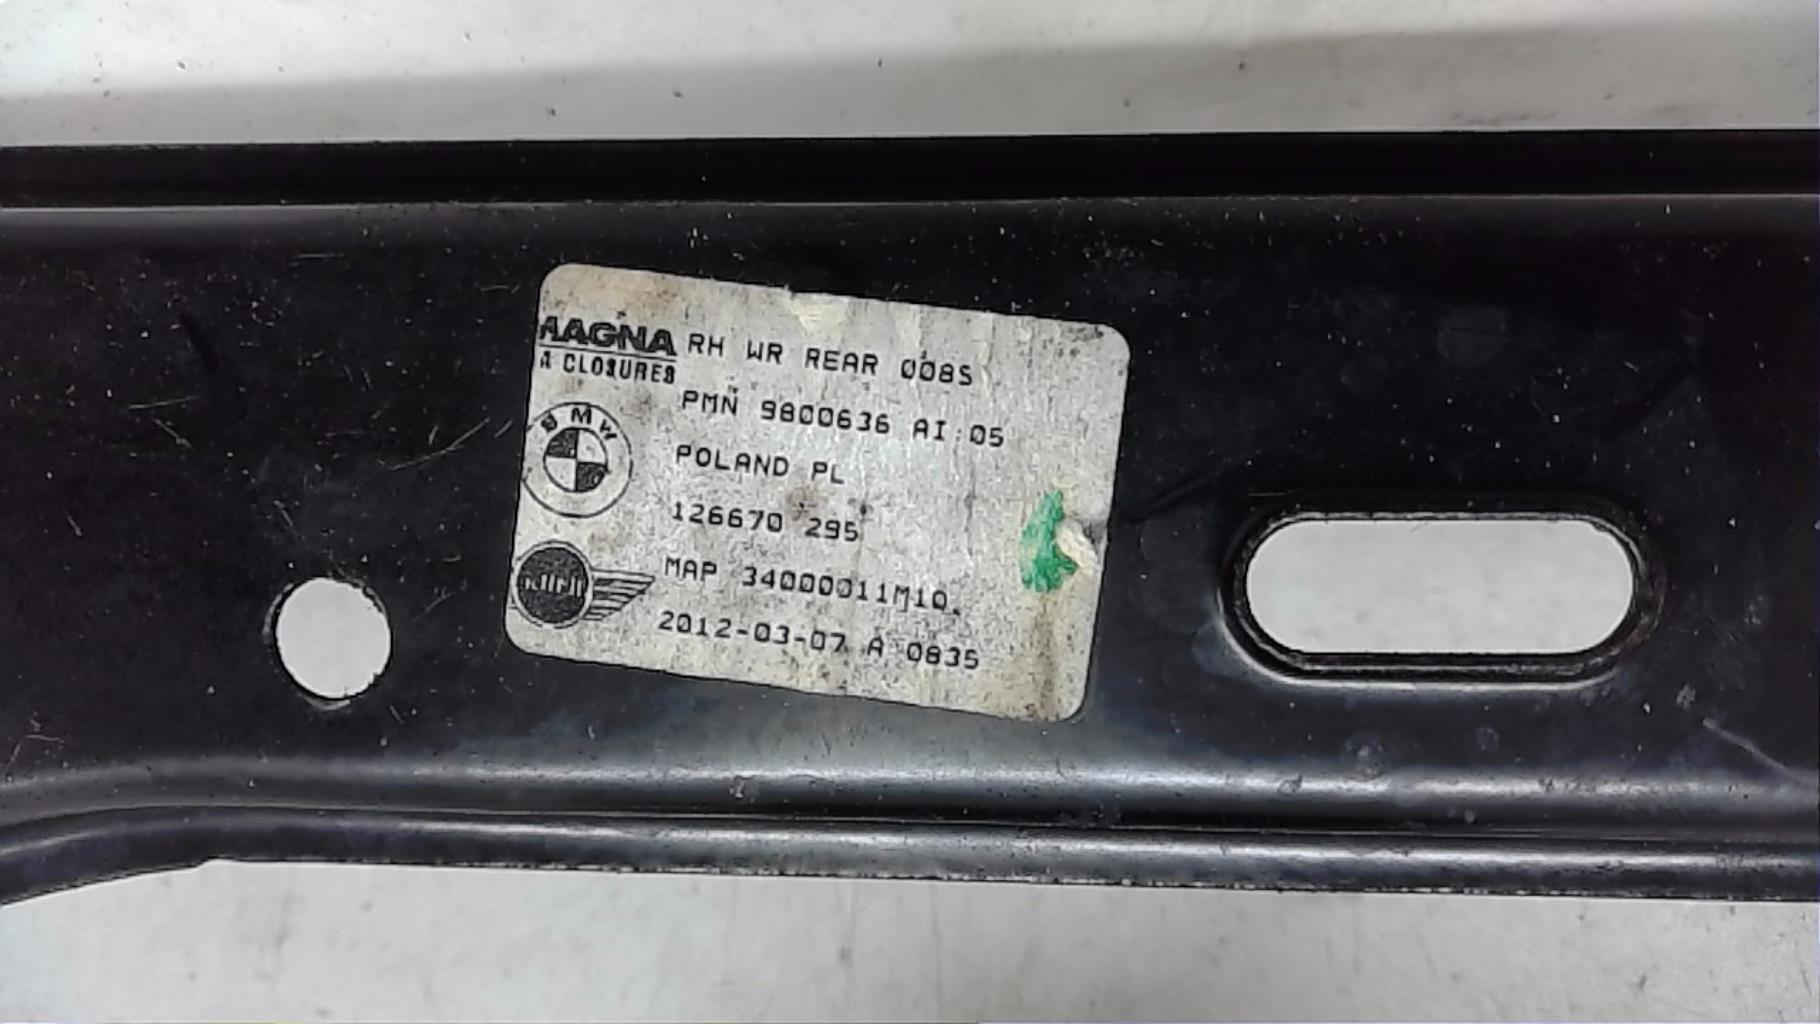 MAGNA
A CLOSURES
RH WR REAR 008S
PMN 9800636 AI:05
BMW
POLAND PL
126670 295
MAP 34000011M10.
2012-03-07 A 0835